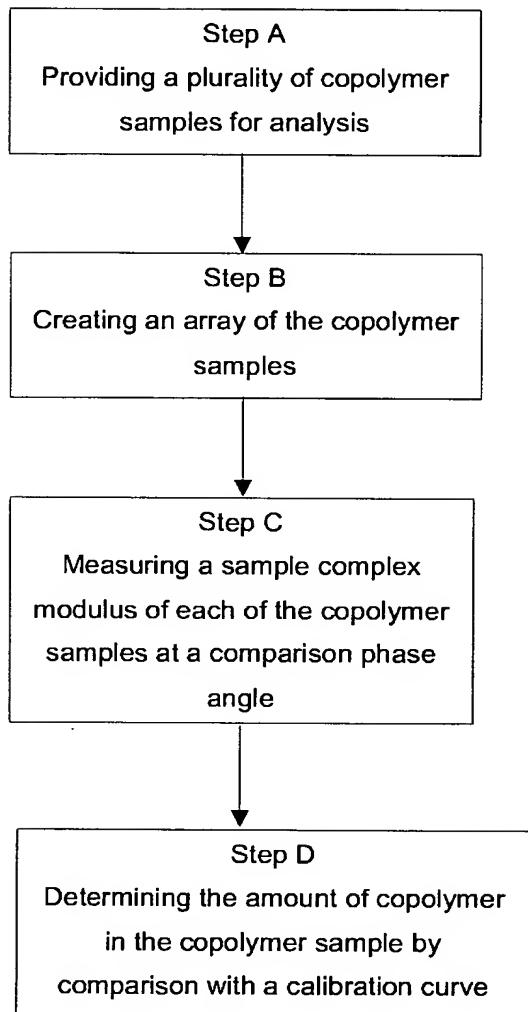 Step A
Providing a plurality of copolymer
samples for analysis
Step B
Creating an array of the copolymer
samples
Step C
Measuring a sample complex
modulus of each of the copolymer
samples at a comparison phase
angle
Step D
Determining the amount of copolymer
in the copolymer sample by
comparison with a calibration curve